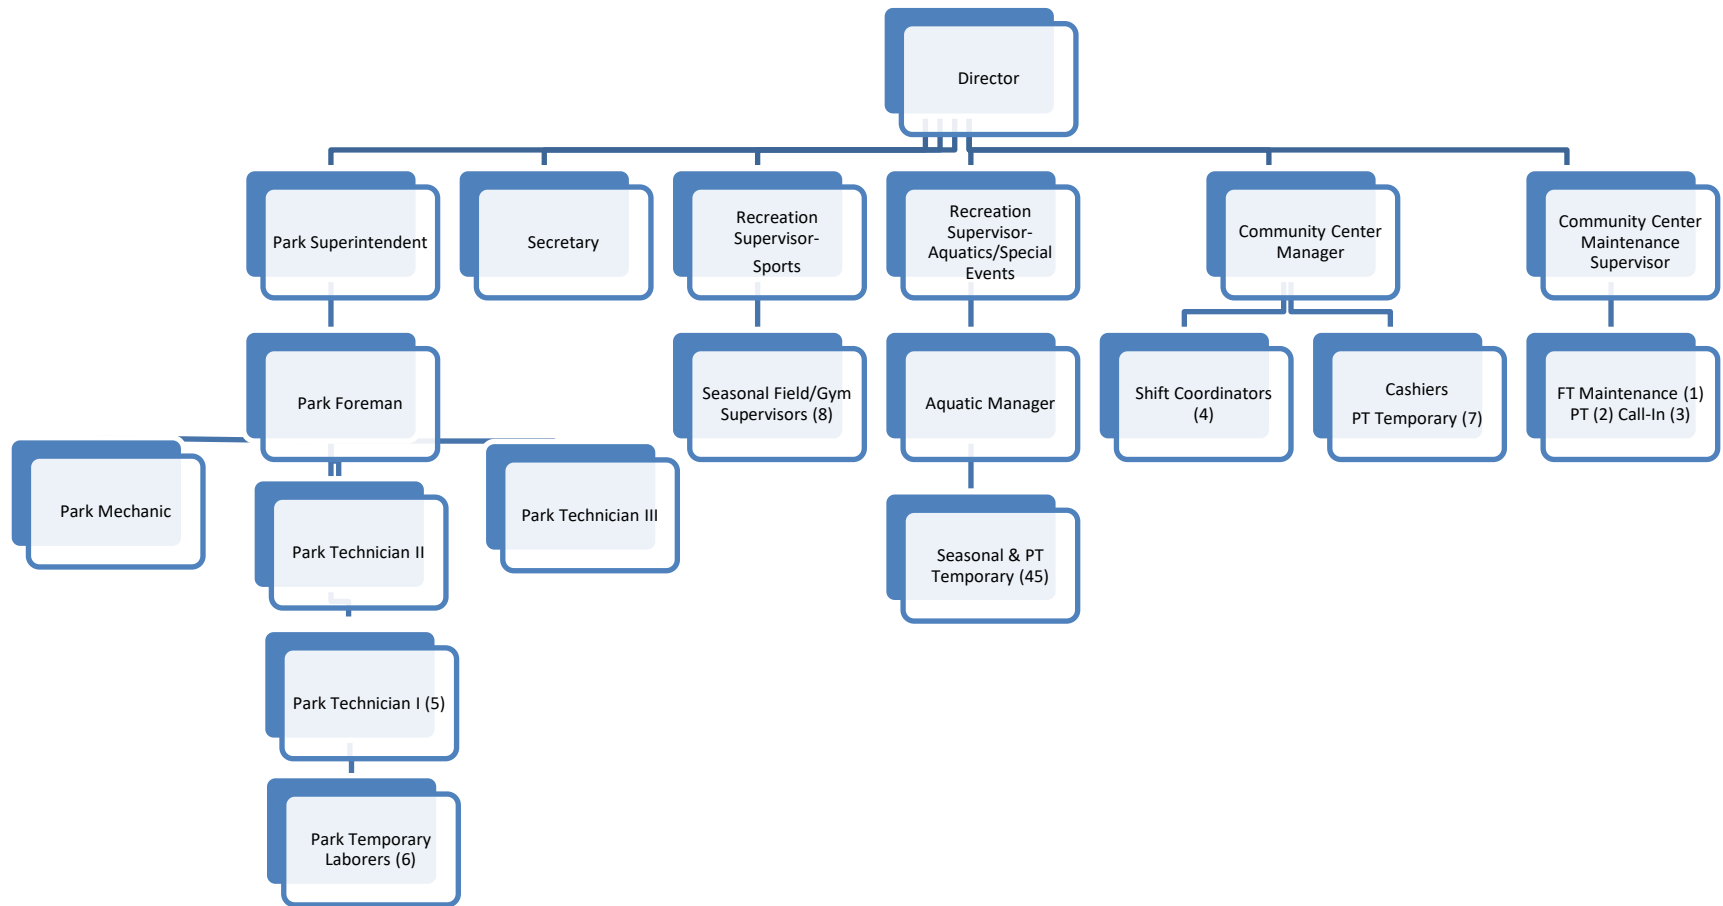 Director
Park Superintendent
Secretary
Recreation
Supervisor-
Sports
Recreation
Supervisor-
Aquatics/Special
Events
Community Center
Manager
Community Center
Maintenance
Supervisor
Park Foreman
Seasonal Field/Gym
Supervisors (8)
Aquatic Manager
Shift Coordinators
(4)
Cashiers
PT Temporary (7)
FT Maintenance (1)
PT (2) Call-In (3)
Park Mechanic
Park Technician II
Park Technician III
Seasonal & PT
Temporary (45)
Park Technician I (5)
Park Temporary
Laborers (6)